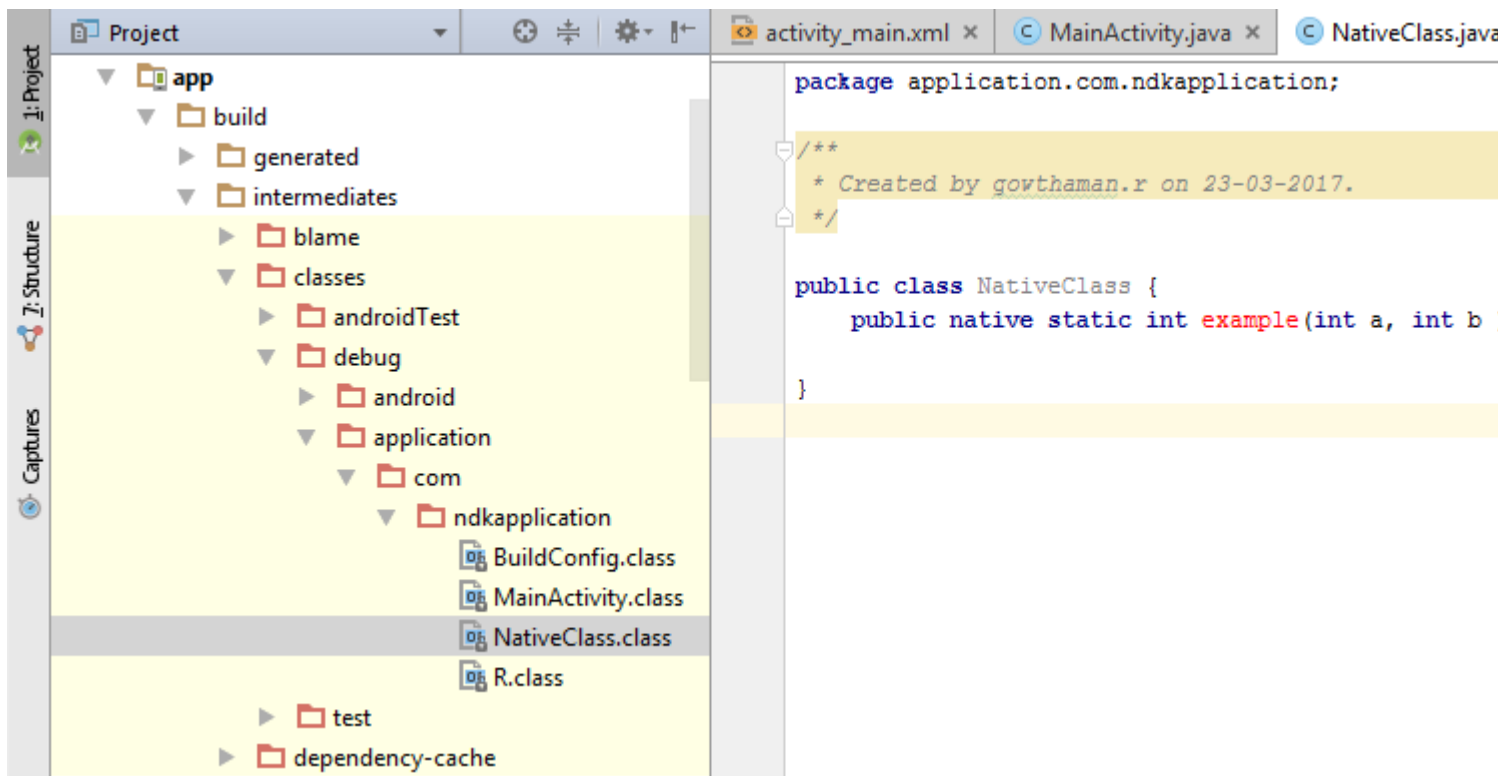 1: Project
7: Structure
Captures
Project
app
build
generated
intermediates
blame
classes
androidTest
debug
android
application
com
ndkapplication
BuildConfig.class
MainActivity.class
NativeClass.class
R.class
test
dependency-cache
activity_main.xml
MainActivity.java
NativeClass.java
package application.com.ndkapplication;
/**
* Created by gowthaman.r on 23-03-2017.
*/
public class NativeClass {
public native static int example(int a, int b
}